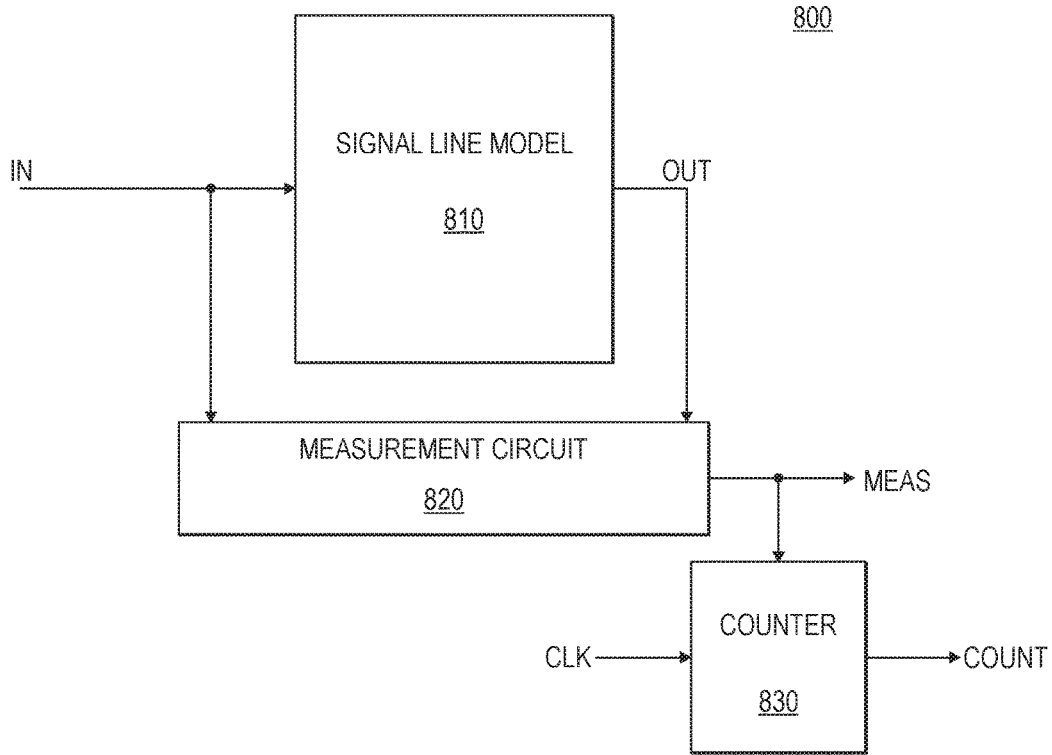 800
SIGNAL LINE MODEL
810
IN
OUT
MEASUREMENT CIRCUIT
820
MEAS
COUNTER
830
CLK
COUNT